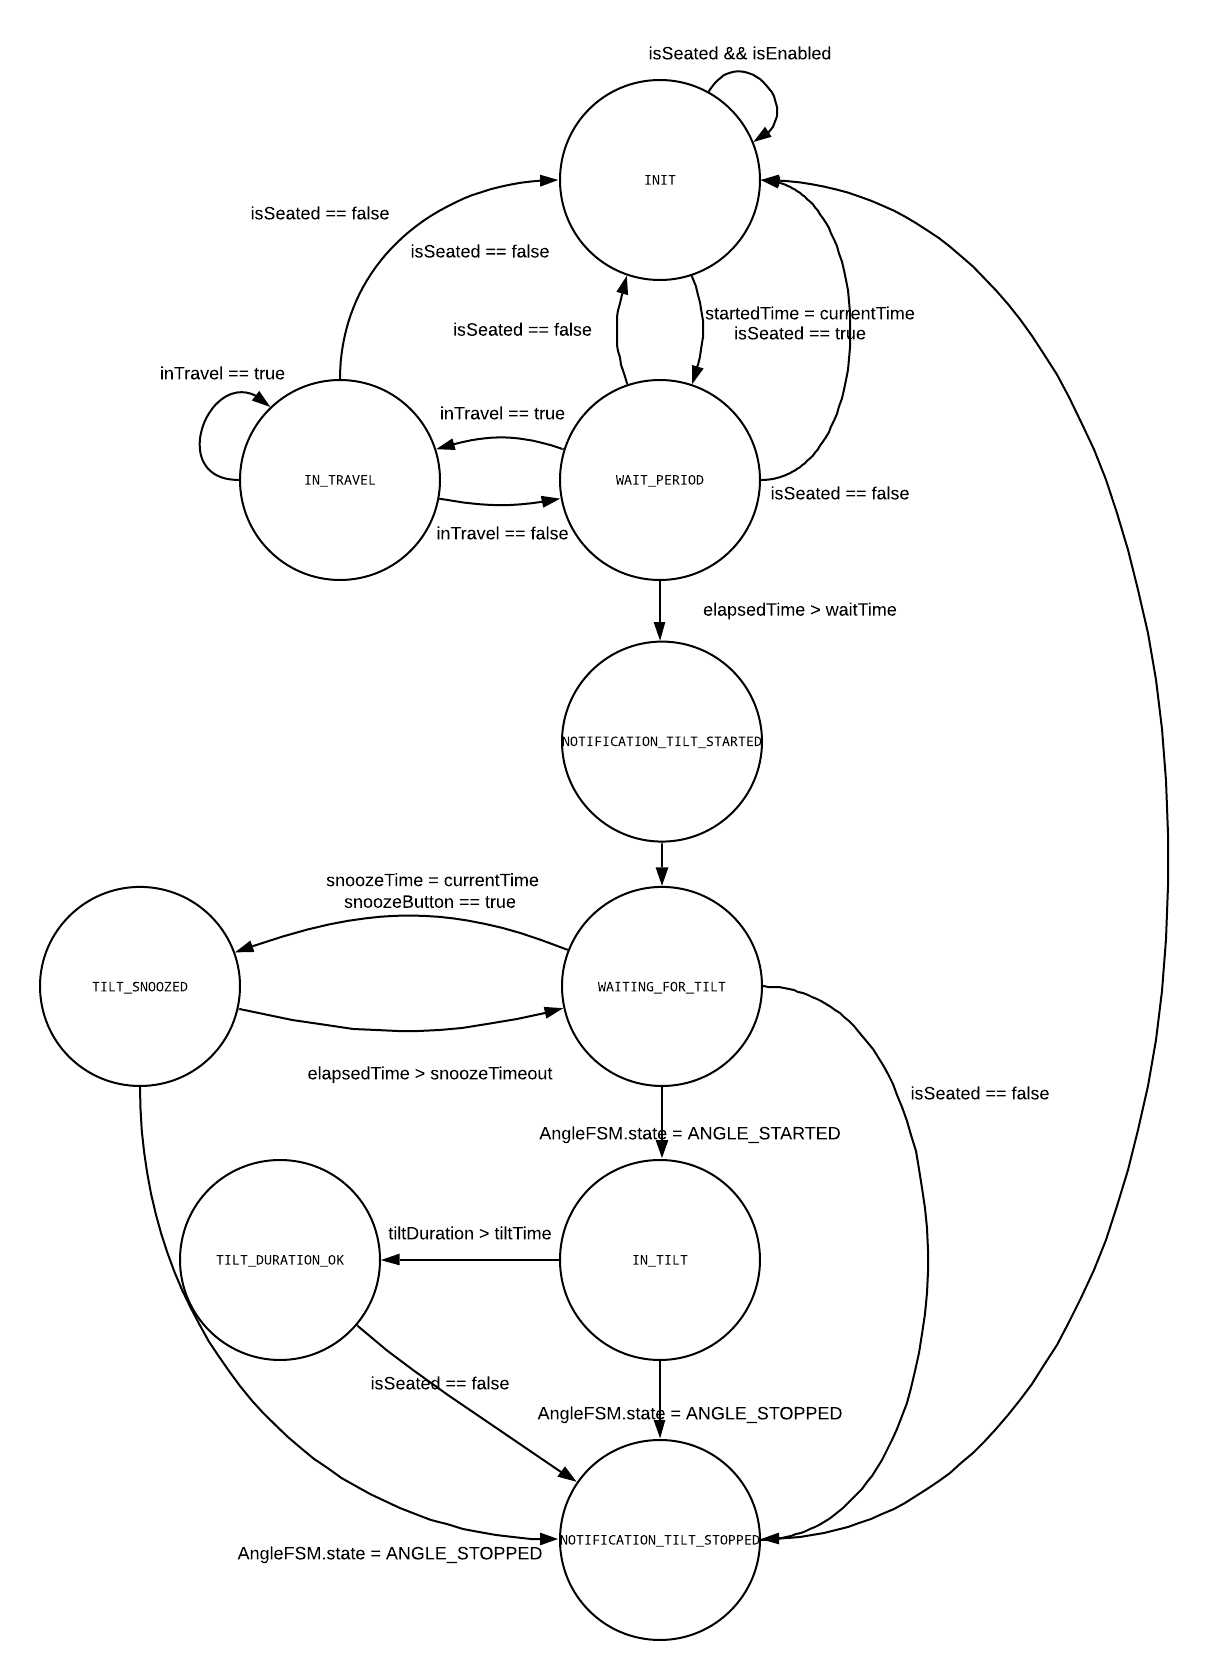 isSeated && isEnabled
INIT
isSeated == false
isSeated == false
startedTime = currentTime
isSeated == true
isSeated == false
inTravel == true
inTravel == true
IN_TRAVEL
WAIT_PERIOD
isSeated == false
inTravel == false
elapsedTime > waitTime
NOTIFICATION_TILT_STARTED
snoozeTime = currentTime
snoozeButton == true
TILT_SNOOZED
WAITING_FOR_TILT
elapsedTime > snoozeTimeout
isSeated == false
AngleFSM.state = ANGLE_STARTED
tiltDuration > tiltTime
TILT_DURATION_OK
IN_TILT
isSeated == false
AngleFSM.state = ANGLE_STOPPED
NOTIFICATION_TILT_STOPPED
AngleFSM.state = ANGLE_STOPPED